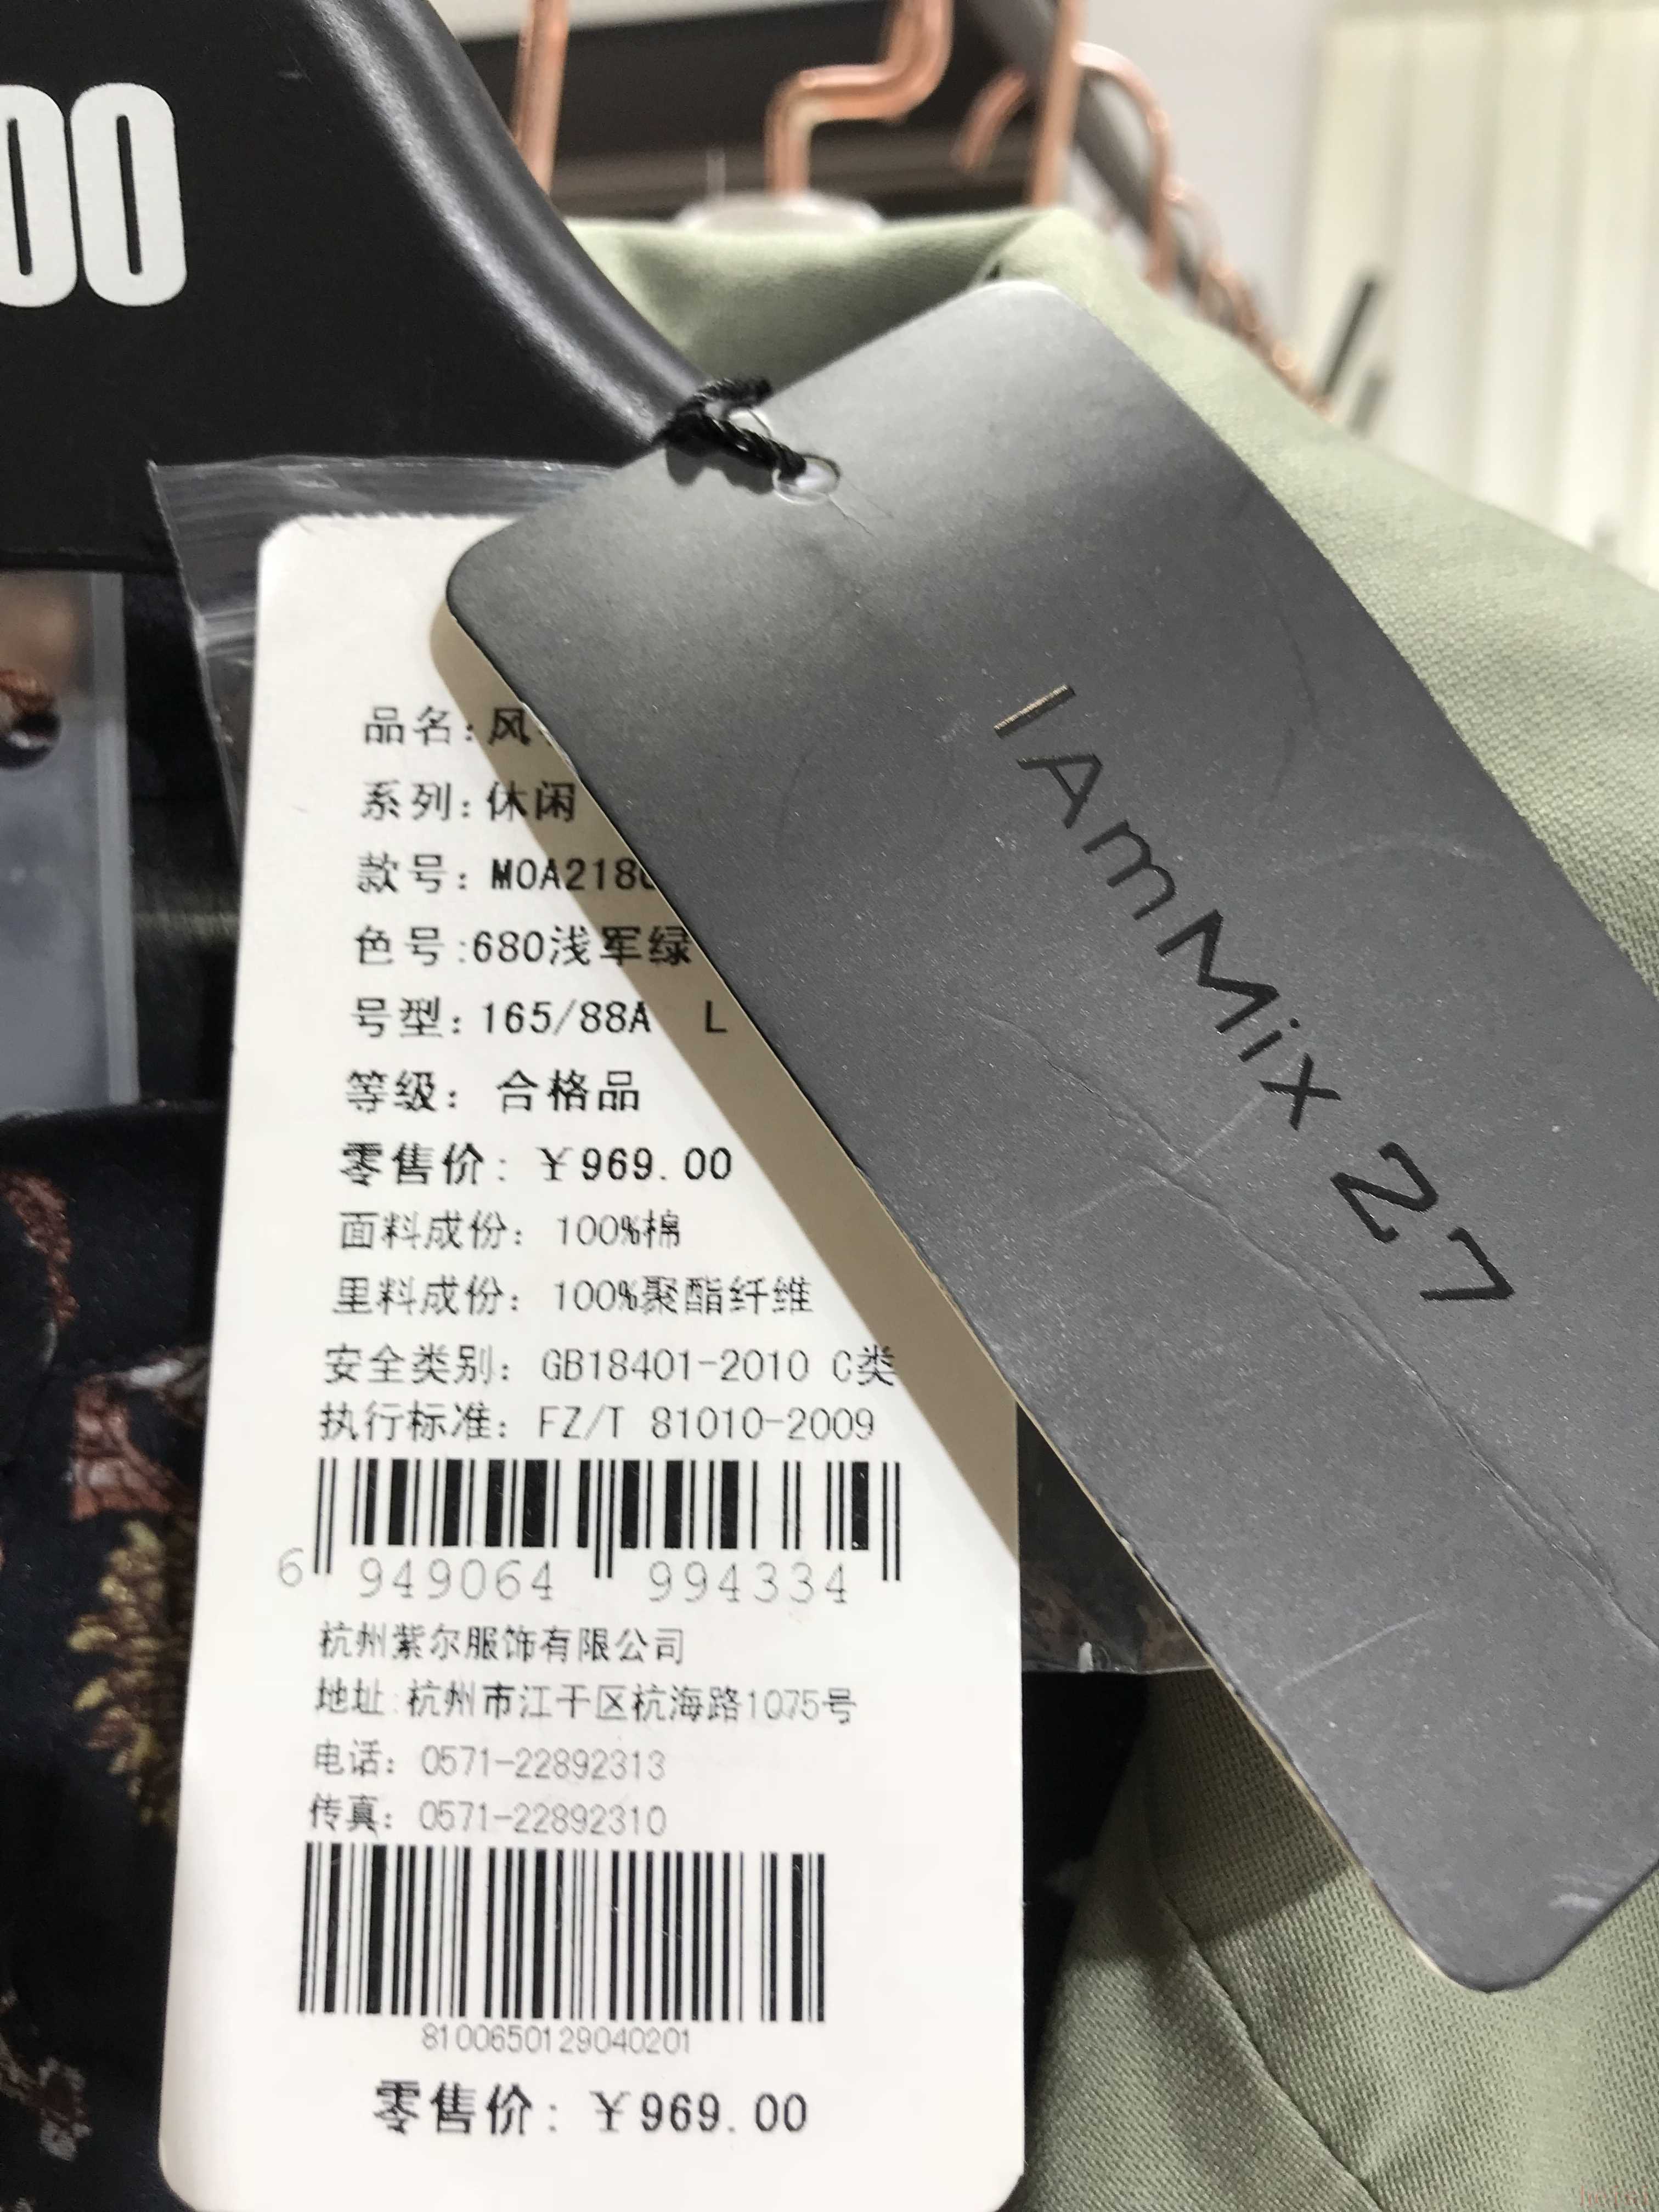 00
IAmMix 27
品名:风
系列:休闲
款号:MOA218
色号:680浅军绿
号型:165/88A L
等级:合格品
零售价:￥969.00
面料成份:100%棉
里料成份:100%聚酯纤维
安全类别:GB18401-2010 C类
执行标准:FZ/T 81010-2009
6 949064 994334
杭州紫尔服饰有限公司
地址:杭州市江干区杭海路1075号
电话:0571-22892313
传真:0571-22892310
8100650129040201
零售价:￥969.00